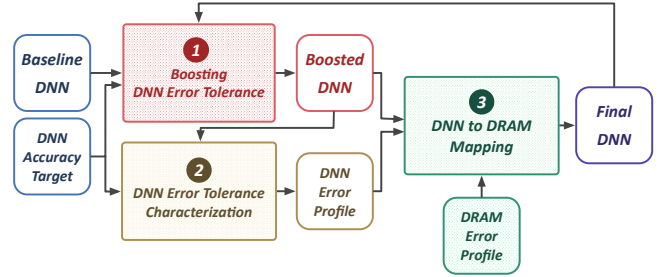 Baseline
DNN
DNN
Accuracy
Target
1
Boosting
DNN Error Tolerance
Boosted
DNN
2
DNN Error Tolerance
Characterization
DNN
Error
Profile
3
DNN to DRAM
Mapping
DRAM
Error
Profile
Final
DNN